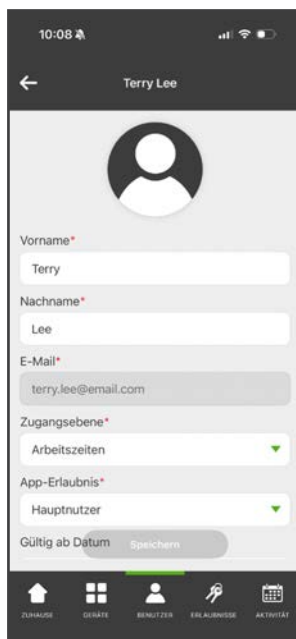 10:08
Terry Lee
Vorname*
Terry
Nachname*
Lee
E-Mail*
terry.lee@email.com
Zugangsebene*
Arbeitszeiten
App-Erlaubnis*
Hauptnutzer
Gültig ab Datum
Speichern
ZUHAUSE GERÄTE BENUTZER ERLAUBNISSE AKTIVITÄT